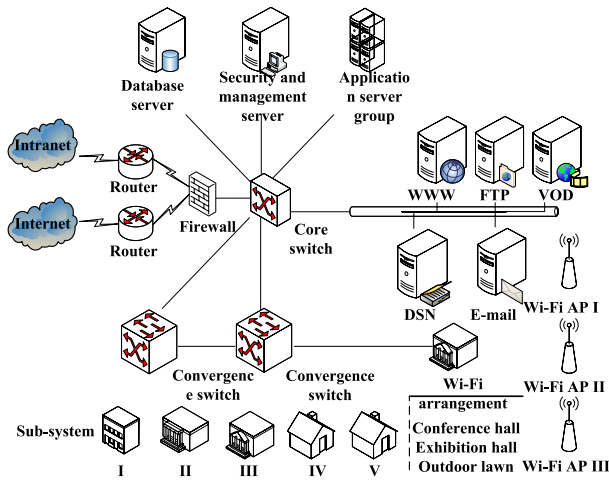 Database
server
Security and
management
server
Applicatio
n server
group
Intranet
Router
Internet
Router
Firewall
Core
switch
WWW
FTP
VOD
DSN
E-mail
Wi-Fi AP I
Convergenc
e switch
Convergence
switch
Wi-Fi
Wi-Fi AP II
arrangement
Conference hall
Exhibition hall
Outdoor lawn
Wi-Fi AP III
Sub-system
I
II
III
IV
V